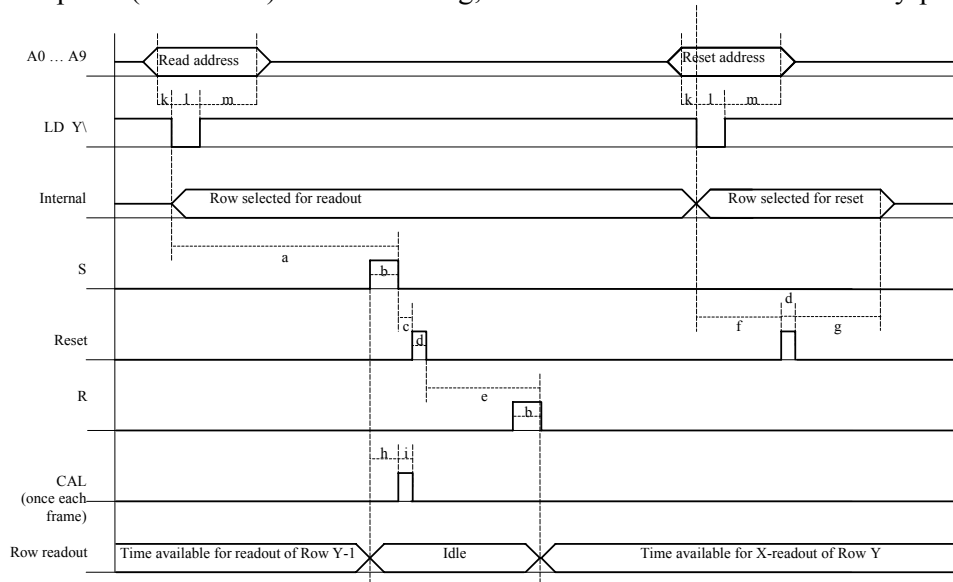 A0 … A9
Read address
Reset address
k l m
k l m
LD Y\
Internal
Row selected for readout
Row selected for reset
a
S
b
d
c
f
g
Reset
d
R
e
b
h i
CAL
(once each
frame)
Row readout
Time available for readout of Row Y-1
Idle
Time available for X-readout of Row Y